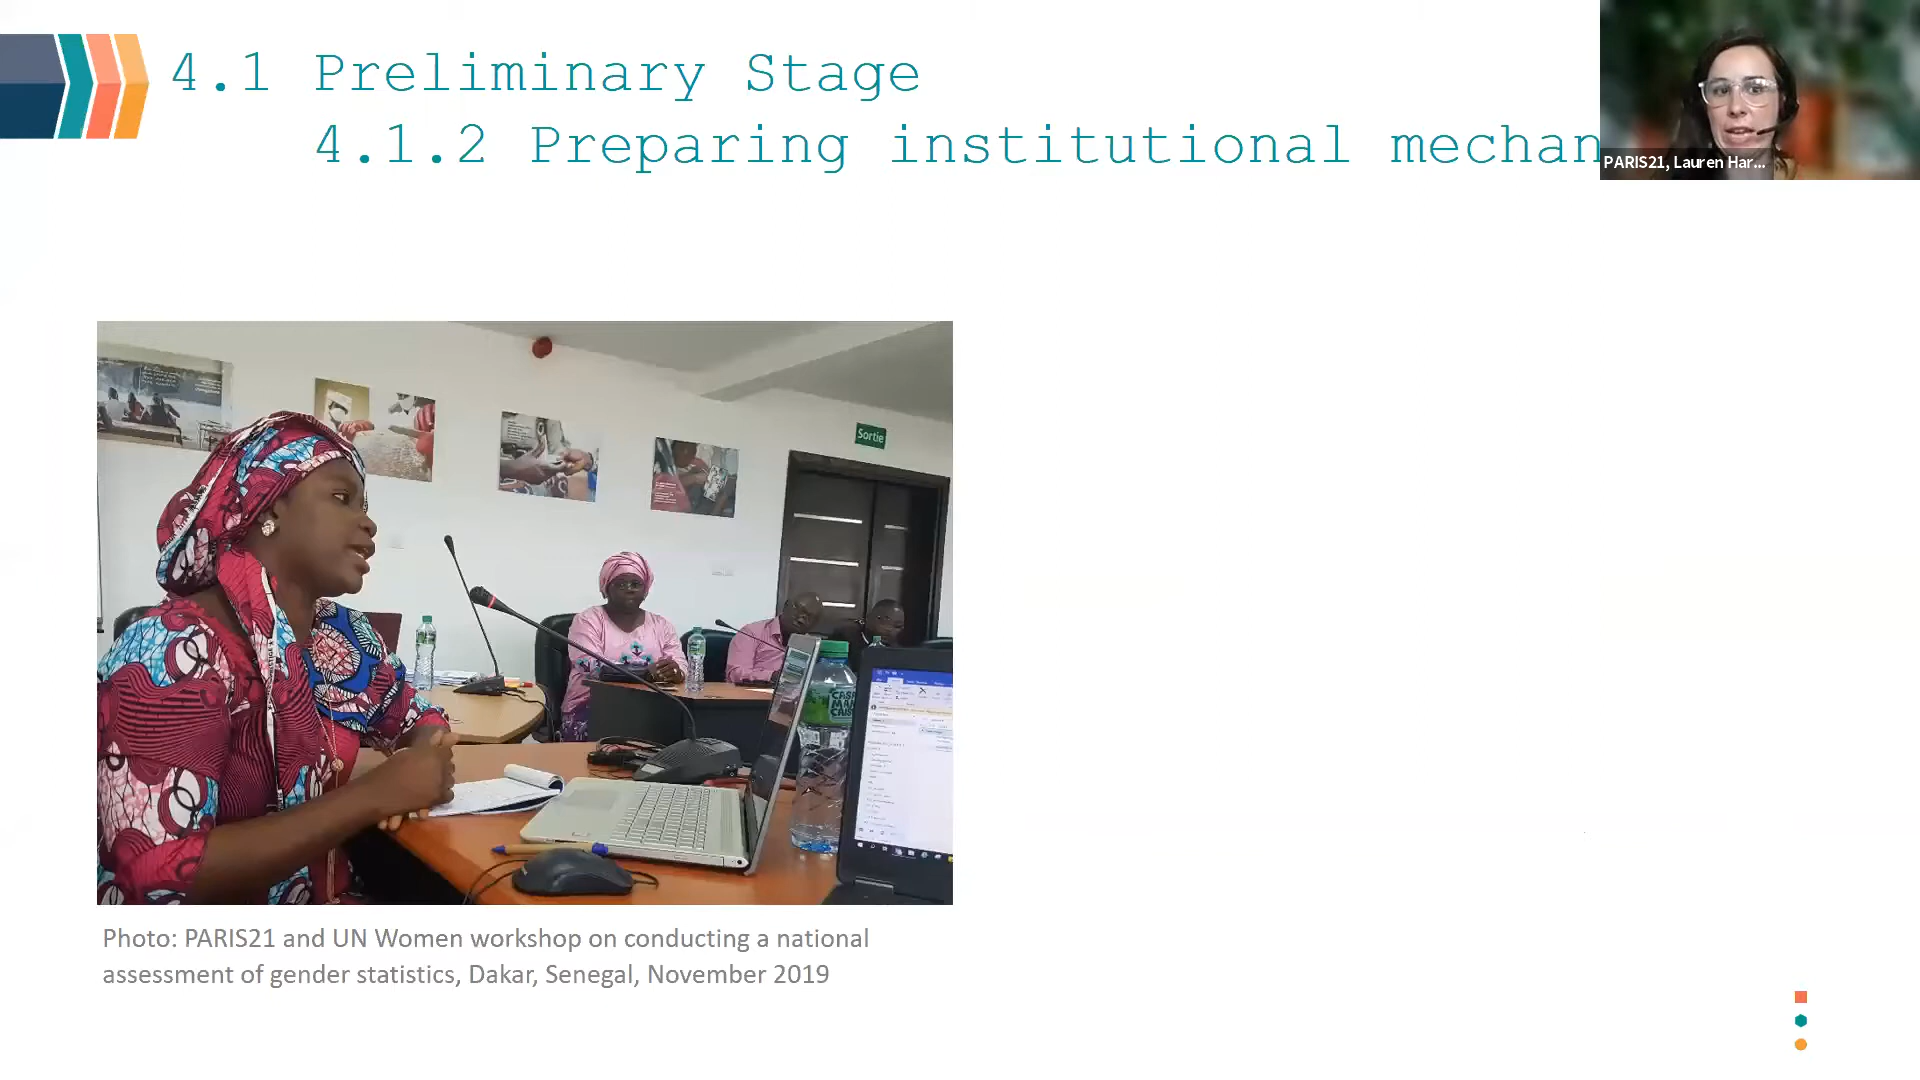 4.1 Preliminary Stage
4.1.2 Preparing institutional mechan
PARIS21, Lauren Har...
Sortie
CASA
Photo: PARIS21 and UN Women workshop on conducting a national
assessment of gender statistics, Dakar, Senegal, November 2019